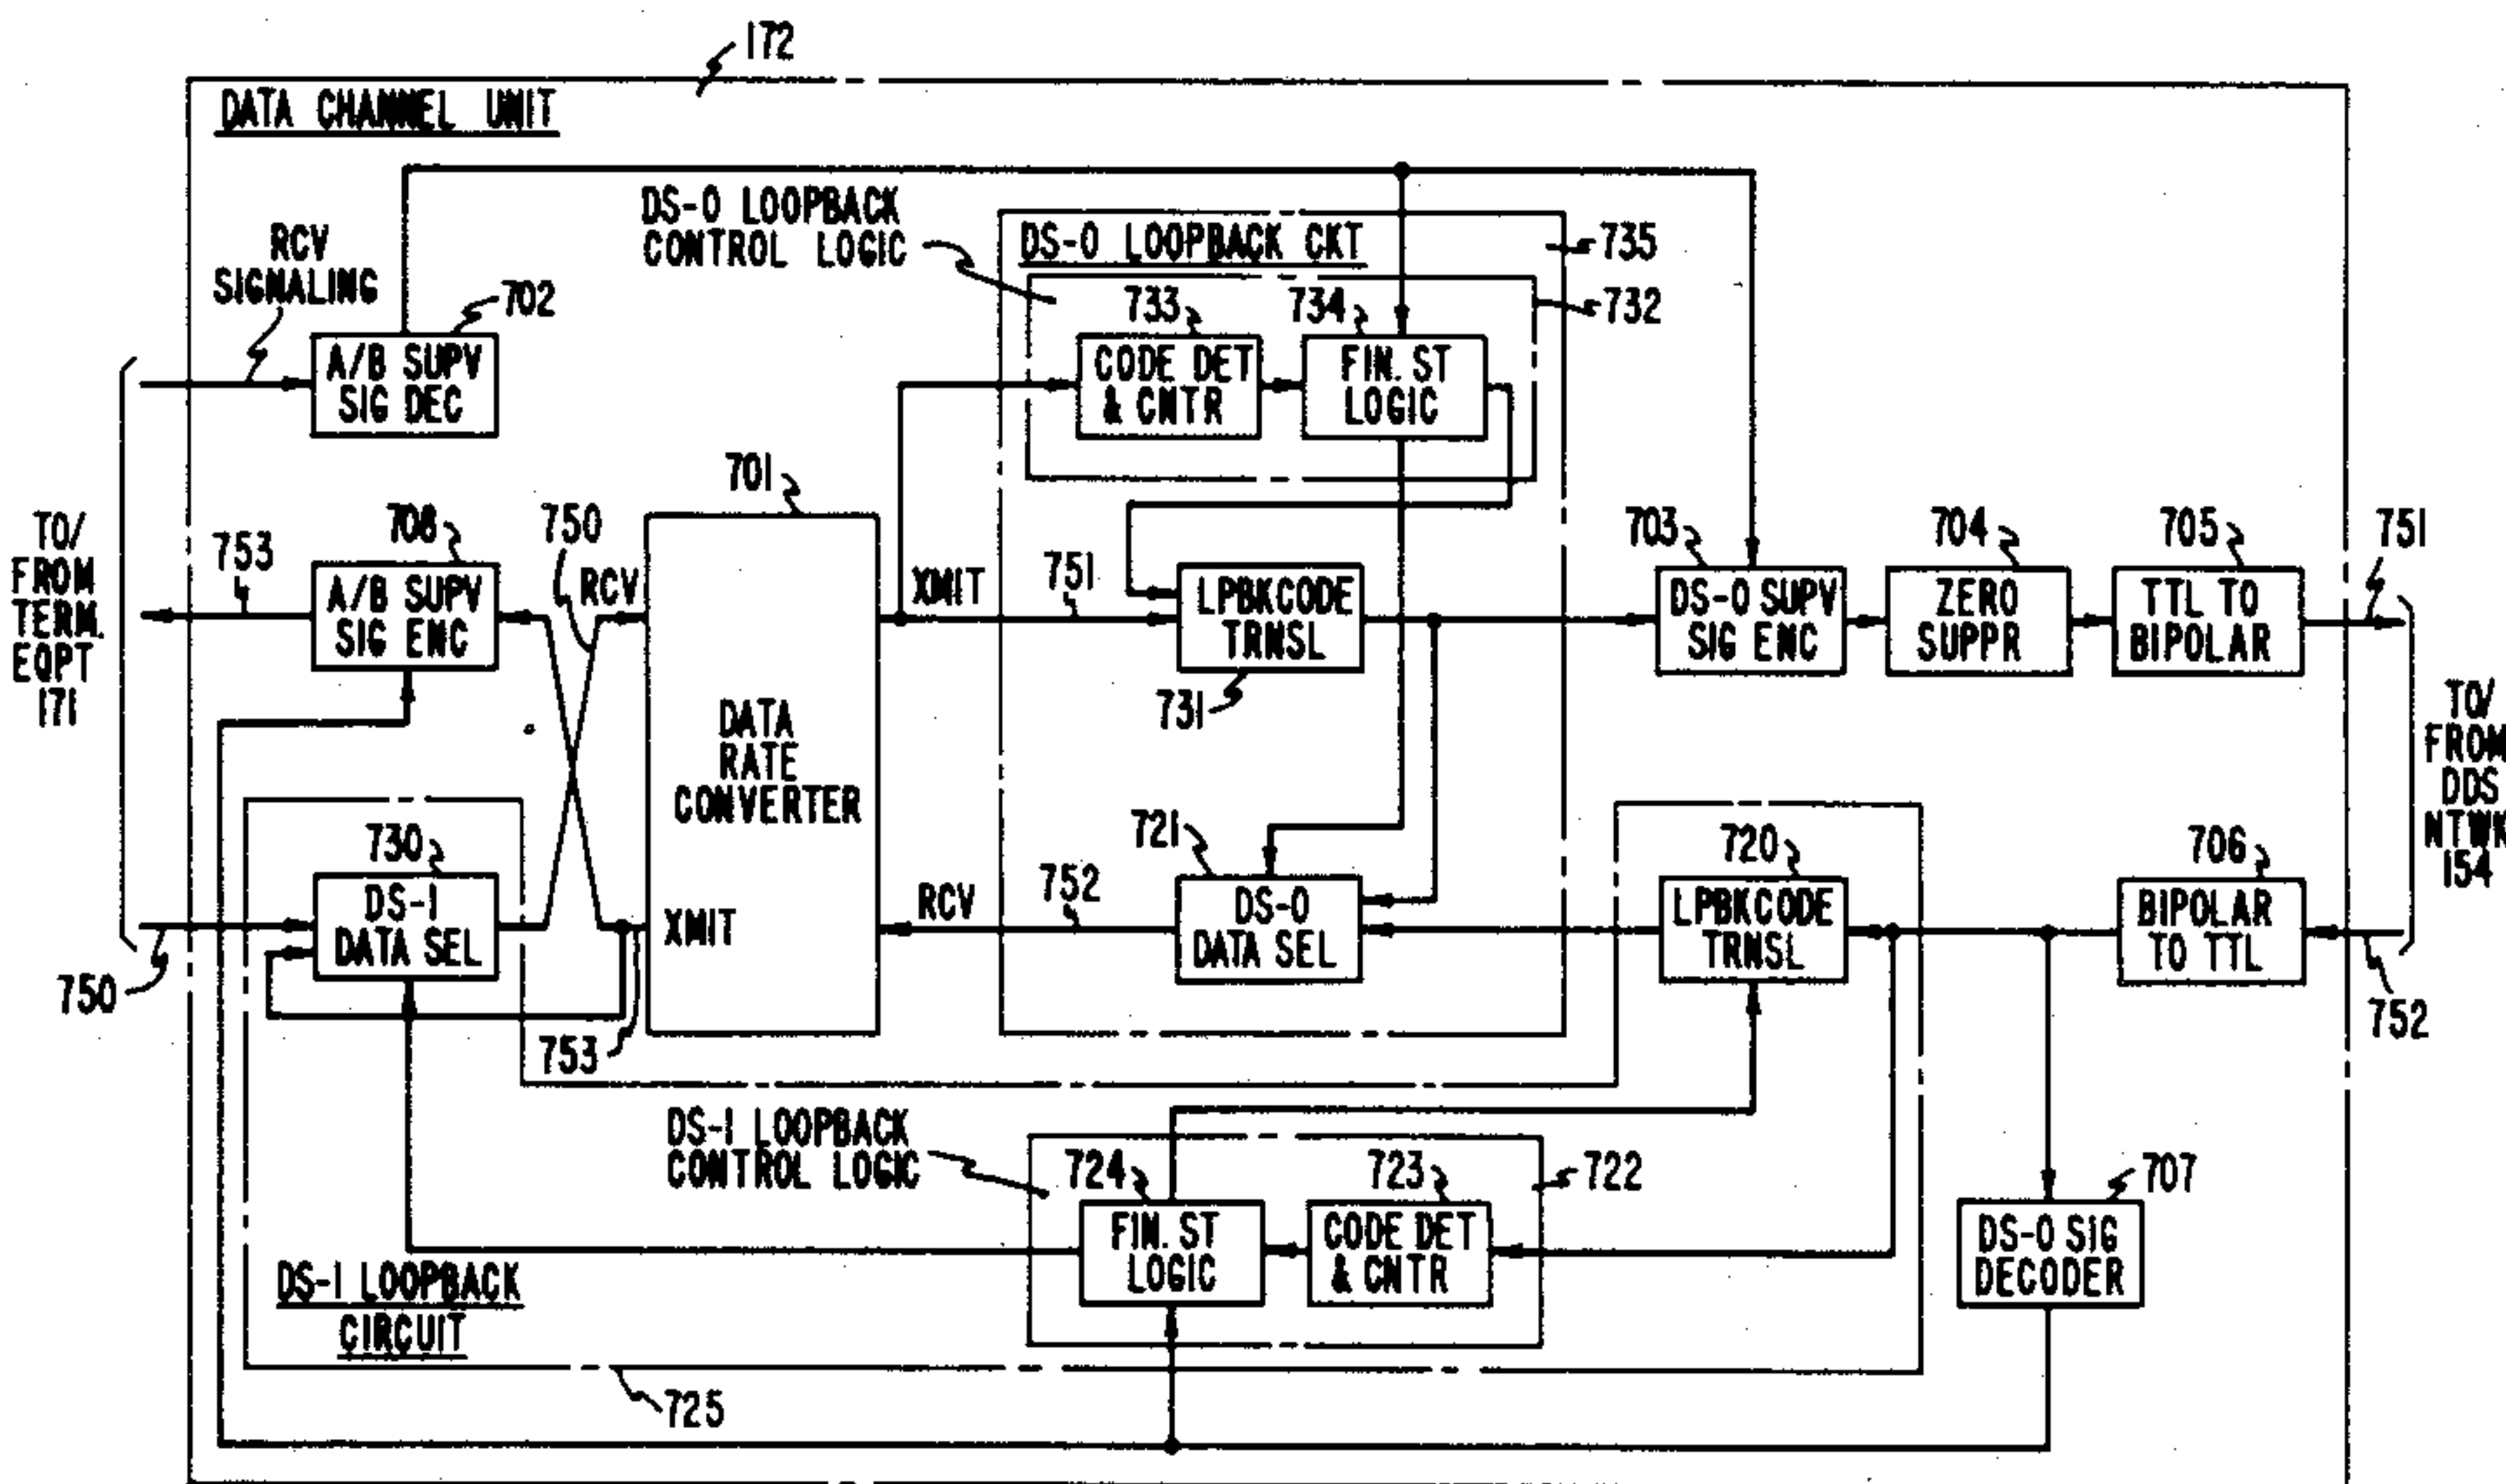 172
DATA CHANNEL UNIT
DS-0 LOOPBACK
CONTROL LOGIC
DS-0 LOOPBACK CKT
735
RCV
SIGNALING
702
733
734
732
A/B SUPV
SIG DEC
CODE DET
& CNTR
FIN. ST
LOGIC
701
TO/
FROM
TERM.
EQPT
171
753
708
750
RCV
A/B SUPV
SIG ENC
XMIT
751
LPBKCODE
TRNSL
731
703
704
705
751
DS-0 SUPV
SIG ENC
ZERO
SUPPR
TTL TO
BIPOLAR
DATA
RATE
CONVERTER
TO/
FROM
DDS
NTWK
154
730
721
720
706
DS-1
DATA SEL
XMIT
RCV
752
DS-0
DATA SEL
LPBKCODE
TRNSL
BIPOLAR
TO TTL
750
753
752
DS-1 LOOPBACK
CONTROL LOGIC
724
723
722
707
FIN. ST
LOGIC
CODE DET
& CNTR
DS-0 SIG
DECODER
DS-1 LOOPBACK
CIRCUIT
725